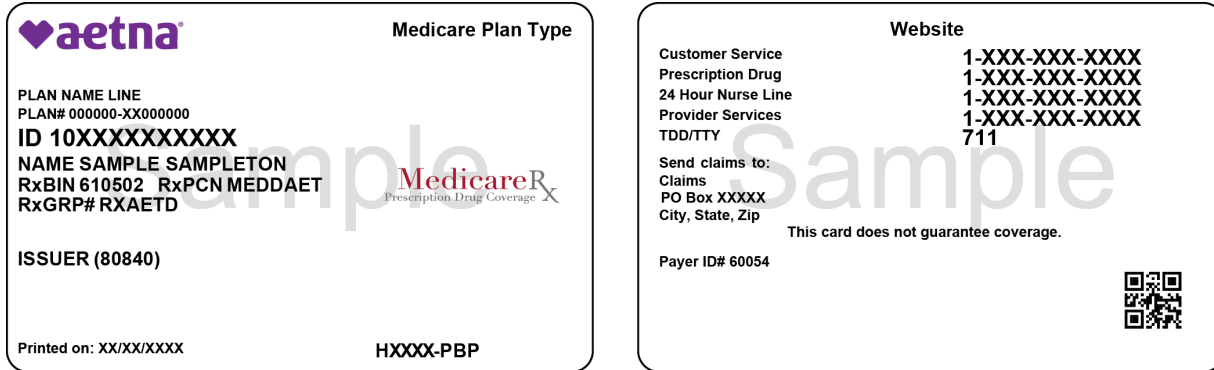 aetna
Medicare Plan Type
PLAN NAME LINE
PLAN# 000000-XX000000
ID 10XXXXXXXXXX
NAME SAMPLE SAMPLETON
RxBIN 610502 RxPCN MEDDAET
RxGRP# RXAETD
MedicareRx
Prescription Drug Coverage
ISSUER (80840)
Printed on: XX/XX/XXXX
HXXXX-PBP
Sample
Website
Customer Service 1-XXX-XXX-XXXX
Prescription Drug 1-XXX-XXX-XXXX
24 Hour Nurse Line 1-XXX-XXX-XXXX
Provider Services 1-XXX-XXX-XXXX
TDD/TTY 711
Send claims to:
Claims
PO Box XXXXX
City, State, Zip
This card does not guarantee coverage.
Payer ID# 60054
Sample